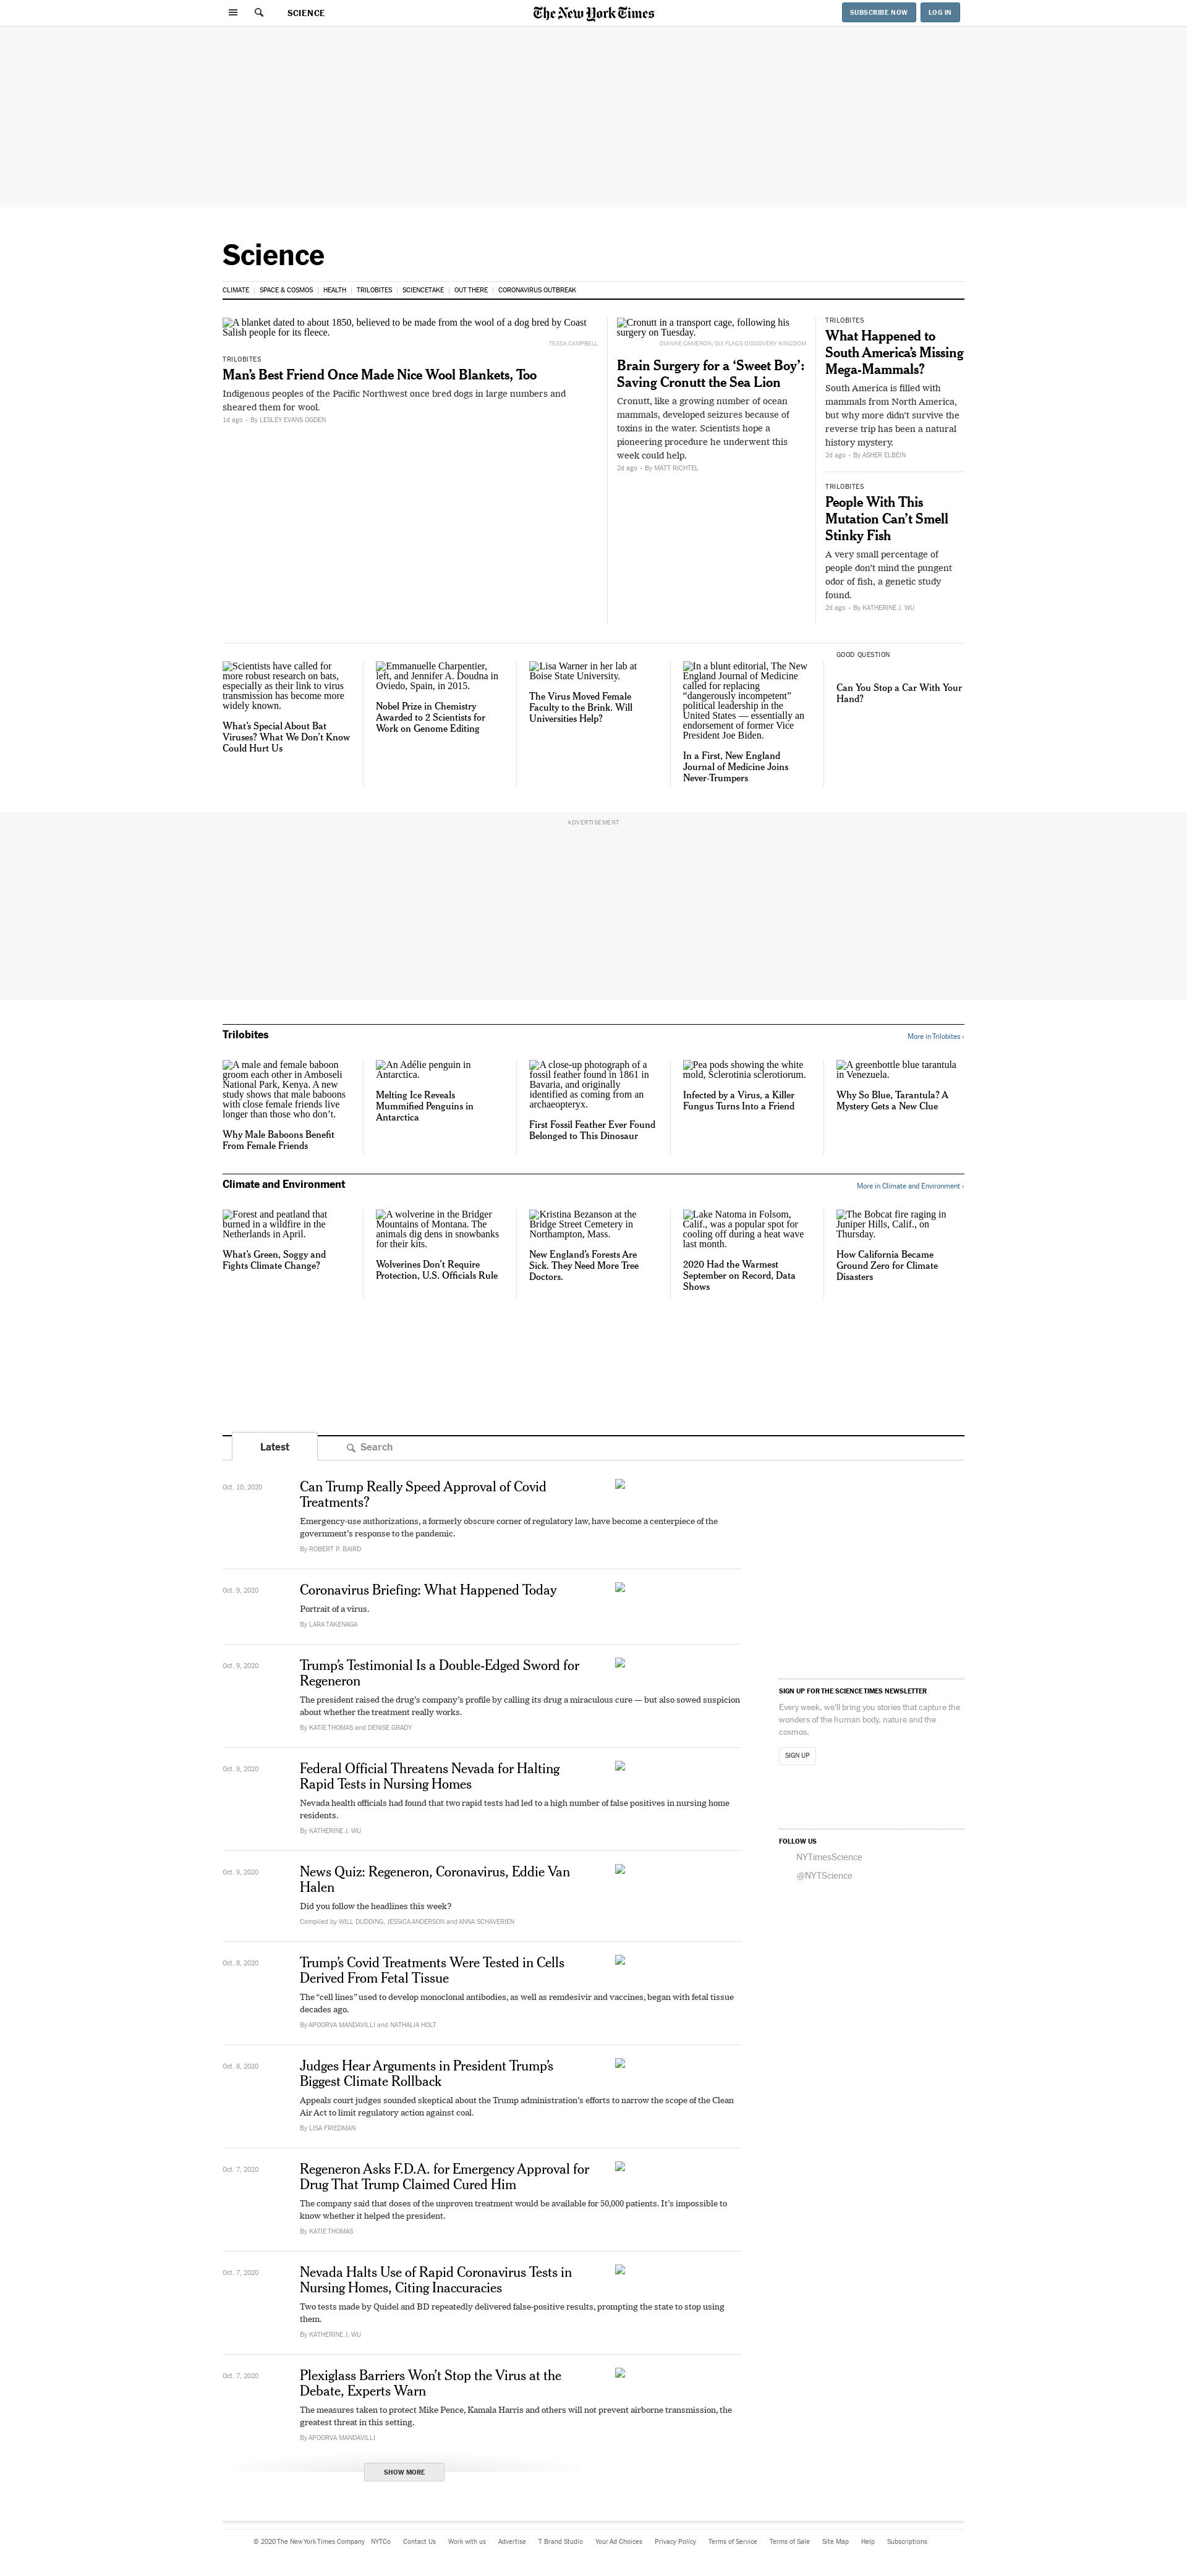 SCIENCE
The New York Times
SUBSCRIBE NOW
LOG IN
Science
CLIMATE
SPACE & COSMOS
HEALTH
TRILOBITES
SCIENCETAKE
OUT THERE
CORONAVIRUS OUTBREAK
A blanket dated to about 1850, believed to be made from the wool of a dog bred by Coast
Salish people for its fleece.
TESSA CAMPBELL
TRILOBITES
Man's Best Friend Once Made Nice Wool Blankets, Too
Indigenous peoples of the Pacific Northwest once bred dogs in large numbers and
sheared them for wool.
1d ago - By LESLEY EVANS OGDEN
Cronutt in a transport cage, following his
surgery on Tuesday.
DIANNE CAMERON/SIX FLAGS DISCOVERY KINGDOM
Brain Surgery for a ‘Sweet Boy’:
Saving Cronutt the Sea Lion
Cronutt, like a growing number of ocean
mammals, developed seizures because of
toxins in the water. Scientists hope a
pioneering procedure he underwent this
week could help.
2d ago - By MATT RICHTEL
TRILOBITES
What Happened to
South America’s Missing
Mega-Mammals?
South America is filled with
mammals from North America,
but why more didn’t survive the
reverse trip has been a natural
history mystery.
2d ago - By ASHER ELBEIN
TRILOBITES
People With This
Mutation Can’t Smell
Stinky Fish
A very small percentage of
people don’t mind the pungent
odor of fish, a genetic study
found.
2d ago - By KATHERINE J. WU
Scientists have called for
more robust research on bats,
especially as their link to virus
transmission has become more
widely known.
What’s Special About Bat
Viruses? What We Don’t Know
Could Hurt Us
Emmanuelle Charpentier,
left, and Jennifer A. Doudna in
Oviedo, Spain, in 2015.
Nobel Prize in Chemistry
Awarded to 2 Scientists for
Work on Genome Editing
Lisa Warner in her lab at
Boise State University.
The Virus Moved Female
Faculty to the Brink. Will
Universities Help?
In a blunt editorial, The New
England Journal of Medicine
called for replacing
“dangerously incompetent”
political leadership in the
United States — essentially an
endorsement of former Vice
President Joe Biden.
In a First, New England
Journal of Medicine Joins
Never-Trumpers
GOOD QUESTION
Can You Stop a Car With Your
Hand?
ADVERTISEMENT
Trilobites
More in Trilobites ›
A male and female baboon
groom each other in Amboseli
National Park, Kenya. A new
study shows that male baboons
with close female friends live
longer than those who don’t.
Why Male Baboons Benefit
From Female Friends
An Adélie penguin in
Antarctica.
Melting Ice Reveals
Mummified Penguins in
Antarctica
A close-up photograph of a
fossil feather found in 1861 in
Bavaria, and originally
identified as coming from an
archaeopteryx.
First Fossil Feather Ever Found
Belonged to This Dinosaur
Pea pods showing the white
mold, Sclerotinia sclerotiorum.
Infected by a Virus, a Killer
Fungus Turns Into a Friend
A greenbottle blue tarantula
in Venezuela.
Why So Blue, Tarantula? A
Mystery Gets a New Clue
Climate and Environment
More in Climate and Environment ›
Forest and peatland that
burned in a wildfire in the
Netherlands in April.
What’s Green, Soggy and
Fights Climate Change?
A wolverine in the Bridger
Mountains of Montana. The
animals dig dens in snowbanks
for their kits.
Wolverines Don’t Require
Protection, U.S. Officials Rule
Kristina Bezanson at the
Bridge Street Cemetery in
Northampton, Mass.
New England’s Forests Are
Sick. They Need More Tree
Doctors.
Lake Natoma in Folsom,
Calif., was a popular spot for
cooling off during a heat wave
last month.
2020 Had the Warmest
September on Record, Data
Shows
The Bobcat fire raging in
Juniper Hills, Calif., on
Thursday.
How California Became
Ground Zero for Climate
Disasters
Latest
Search
Oct. 10, 2020
Can Trump Really Speed Approval of Covid
Treatments?
Emergency-use authorizations, a formerly obscure corner of regulatory law, have become a centerpiece of the
government’s response to the pandemic.
By ROBERT P. BAIRD
Oct. 9, 2020
Coronavirus Briefing: What Happened Today
Portrait of a virus.
By LARA TAKENAGA
Oct. 9, 2020
Trump’s Testimonial Is a Double-Edged Sword for
Regeneron
The president raised the drug’s company’s profile by calling its drug a miraculous cure — but also sowed suspicion
about whether the treatment really works.
By KATIE THOMAS and DENISE GRADY
Oct. 9, 2020
Federal Official Threatens Nevada for Halting
Rapid Tests in Nursing Homes
Nevada health officials had found that two rapid tests had led to a high number of false positives in nursing home
residents.
By KATHERINE J. WU
Oct. 9, 2020
News Quiz: Regeneron, Coronavirus, Eddie Van
Halen
Did you follow the headlines this week?
Compiled by WILL DUDDING, JESSICA ANDERSON and ANNA SCHAVERIEN
Oct. 8, 2020
Trump’s Covid Treatments Were Tested in Cells
Derived From Fetal Tissue
The “cell lines” used to develop monoclonal antibodies, as well as remdesivir and vaccines, began with fetal tissue
decades ago.
By APOORVA MANDAVILLI and NATHALIA HOLT
Oct. 8, 2020
Judges Hear Arguments in President Trump’s
Biggest Climate Rollback
Appeals court judges sounded skeptical about the Trump administration’s efforts to narrow the scope of the Clean
Air Act to limit regulatory action against coal.
By LISA FRIEDMAN
Oct. 7, 2020
Regeneron Asks F.D.A. for Emergency Approval for
Drug That Trump Claimed Cured Him
The company said that doses of the unproven treatment would be available for 50,000 patients. It’s impossible to
know whether it helped the president.
By KATIE THOMAS
Oct. 7, 2020
Nevada Halts Use of Rapid Coronavirus Tests in
Nursing Homes, Citing Inaccuracies
Two tests made by Quidel and BD repeatedly delivered false-positive results, prompting the state to stop using
them.
By KATHERINE J. WU
Oct. 7, 2020
Plexiglass Barriers Won’t Stop the Virus at the
Debate, Experts Warn
The measures taken to protect Mike Pence, Kamala Harris and others will not prevent airborne transmission, the
greatest threat in this setting.
By APOORVA MANDAVILLI
SHOW MORE
SIGN UP FOR THE SCIENCE TIMES NEWSLETTER
Every week, we’ll bring you stories that capture the
wonders of the human body, nature and the
cosmos.
SIGN UP
FOLLOW US
NYTimesScience
@NYTScience
© 2020 The New York Times Company
NYTCo
Contact Us
Work with us
Advertise
T Brand Studio
Your Ad Choices
Privacy Policy
Terms of Service
Terms of Sale
Site Map
Help
Subscriptions